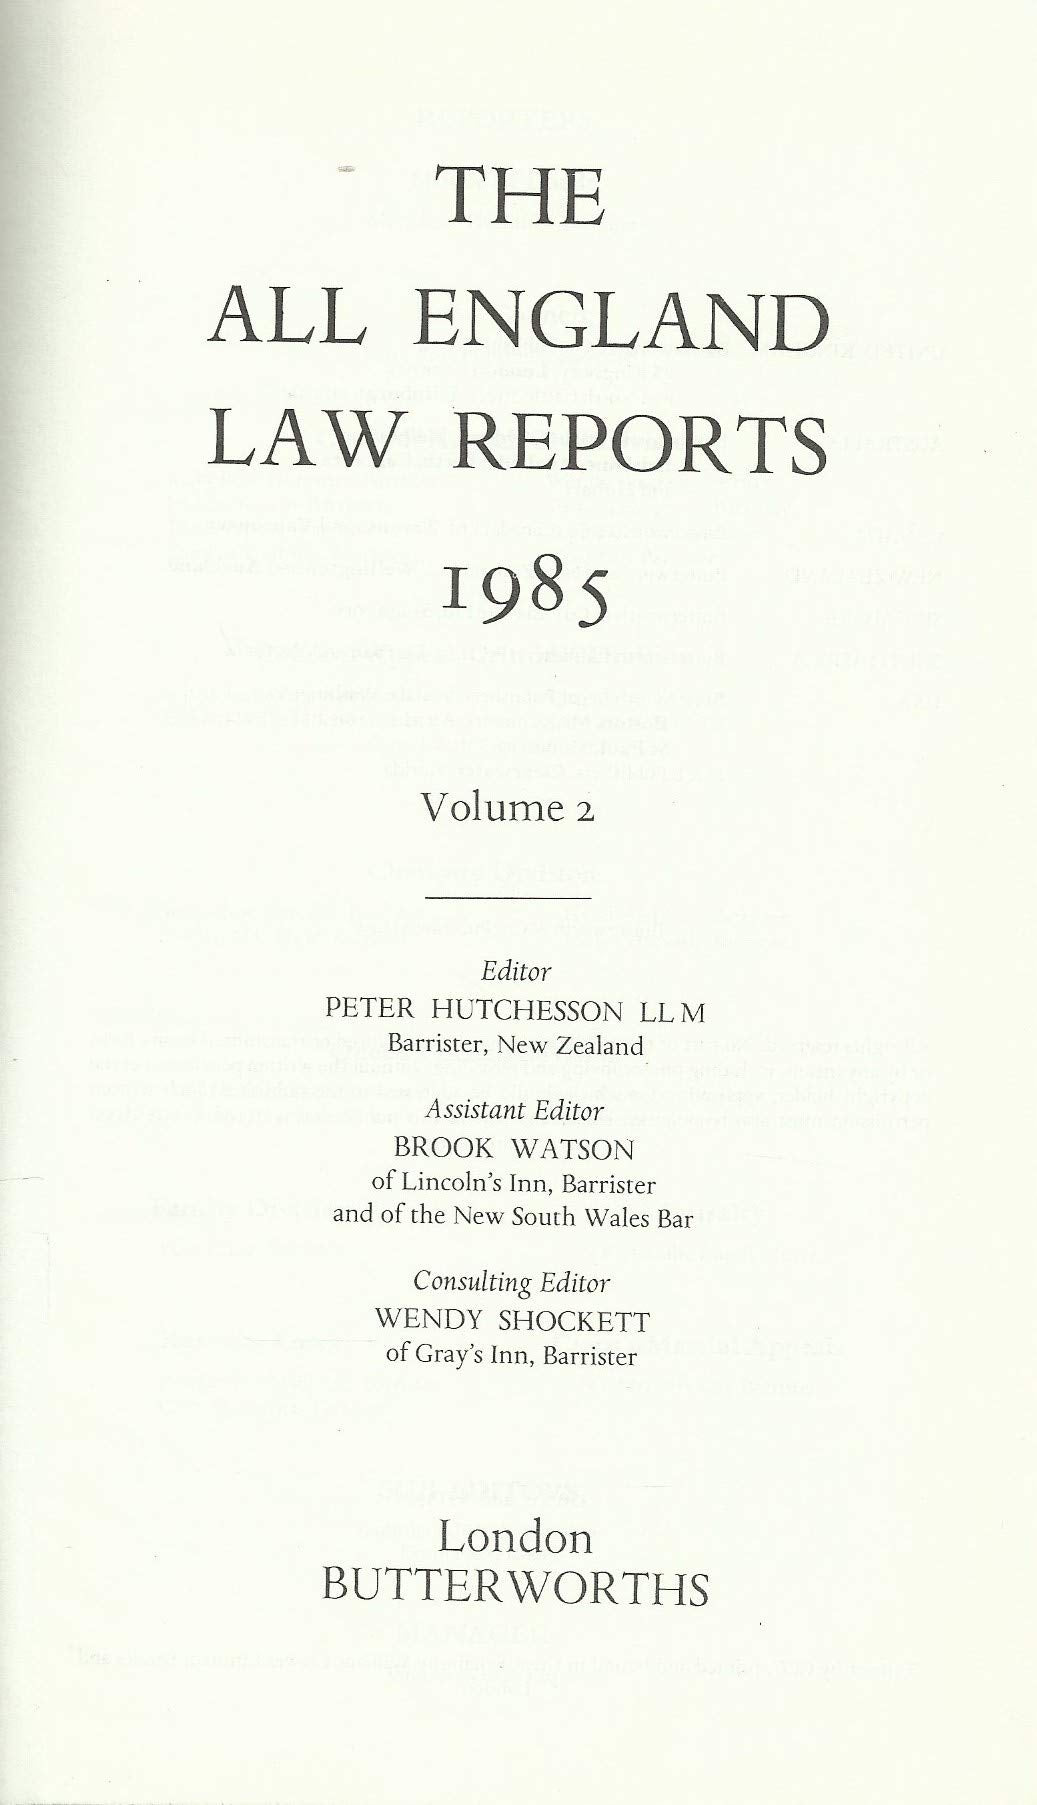 THE
ALL ENGLAND
LAW REPORTS
1985
Volume 2
Editor
PETER HUTCHESSON LLM
Barrister, New Zealand
Assistant Editor
BROOK WATSON
of Lincoln's Inn, Barrister
and of the New South Wales Bar
Consulting Editor
WENDY SHOCKETT
of Gray's Inn, Barrister
London
BUTTERWORTHS